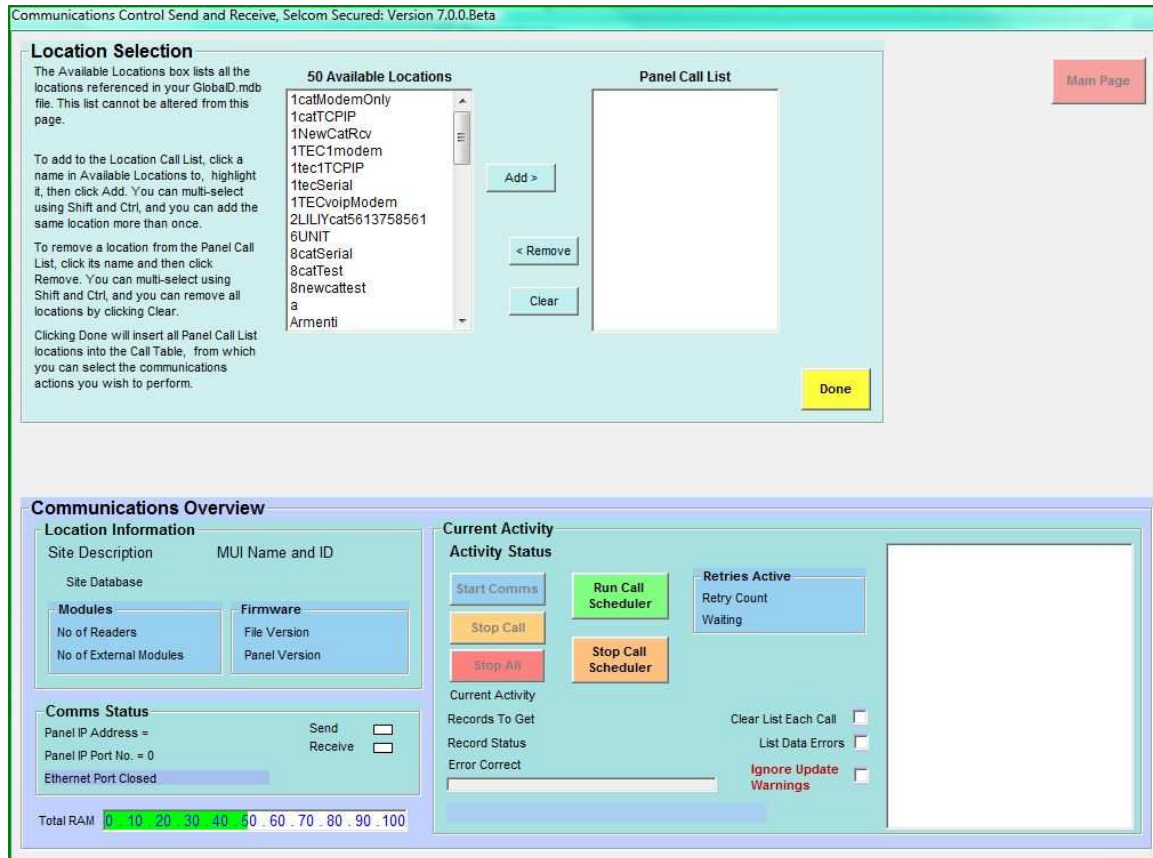 Communications Control Send and Receive, Selcom Secured: Version 7.0.0.Beta
Location Selection
The Available Locations box lists all the
locations referenced in your GlobalD.mdb
file. This list cannot be altered from this
page.
To add to the Location Call List, click a
name in Available Locations to, highlight
it, then click Add. You can multi-select
using Shift and Ctrl, and you can add the
same location more than once.
To remove a location from the Panel Call
List, click its name and then click
Remove. You can multi-select using
Shift and Ctrl, and you can remove all
locations by clicking Clear.
Clicking Done will insert all Panel Call List
locations into the Call Table, from which
you can select the communications
actions you wish to perform.
50 Available Locations
1catModemOnly
1catTCPIP
1NewCatRcv
1TEC1modem
1tec1TCPIP
1tecSerial
1TECvoipModem
2LILIYcat5613758561
6UNIT
8catSerial
8catTest
8newcattest
a
Armenti
Add >
< Remove
Clear
Panel Call List
Done
Main Page
Communications Overview
Location Information
Site Description MUI Name and ID
Site Database
Modules
No of Readers
No of External Modules
Firmware
File Version
Panel Version
Comms Status
Panel IP Address =
Panel IP Port No. = 0
Ethernet Port Closed
Send
Receive
Total RAM 0 . 10 . 20 . 30 . 40 . 50 . 60 . 70 . 80 . 90 . 100
Current Activity
Activity Status
Start Comms
Stop Call
Stop All
Run Call
Scheduler
Stop Call
Scheduler
Retries Active
Retry Count
Waiting
Current Activity
Records To Get
Record Status
Error Correct
Clear List Each Call
List Data Errors
Ignore Update
Warnings